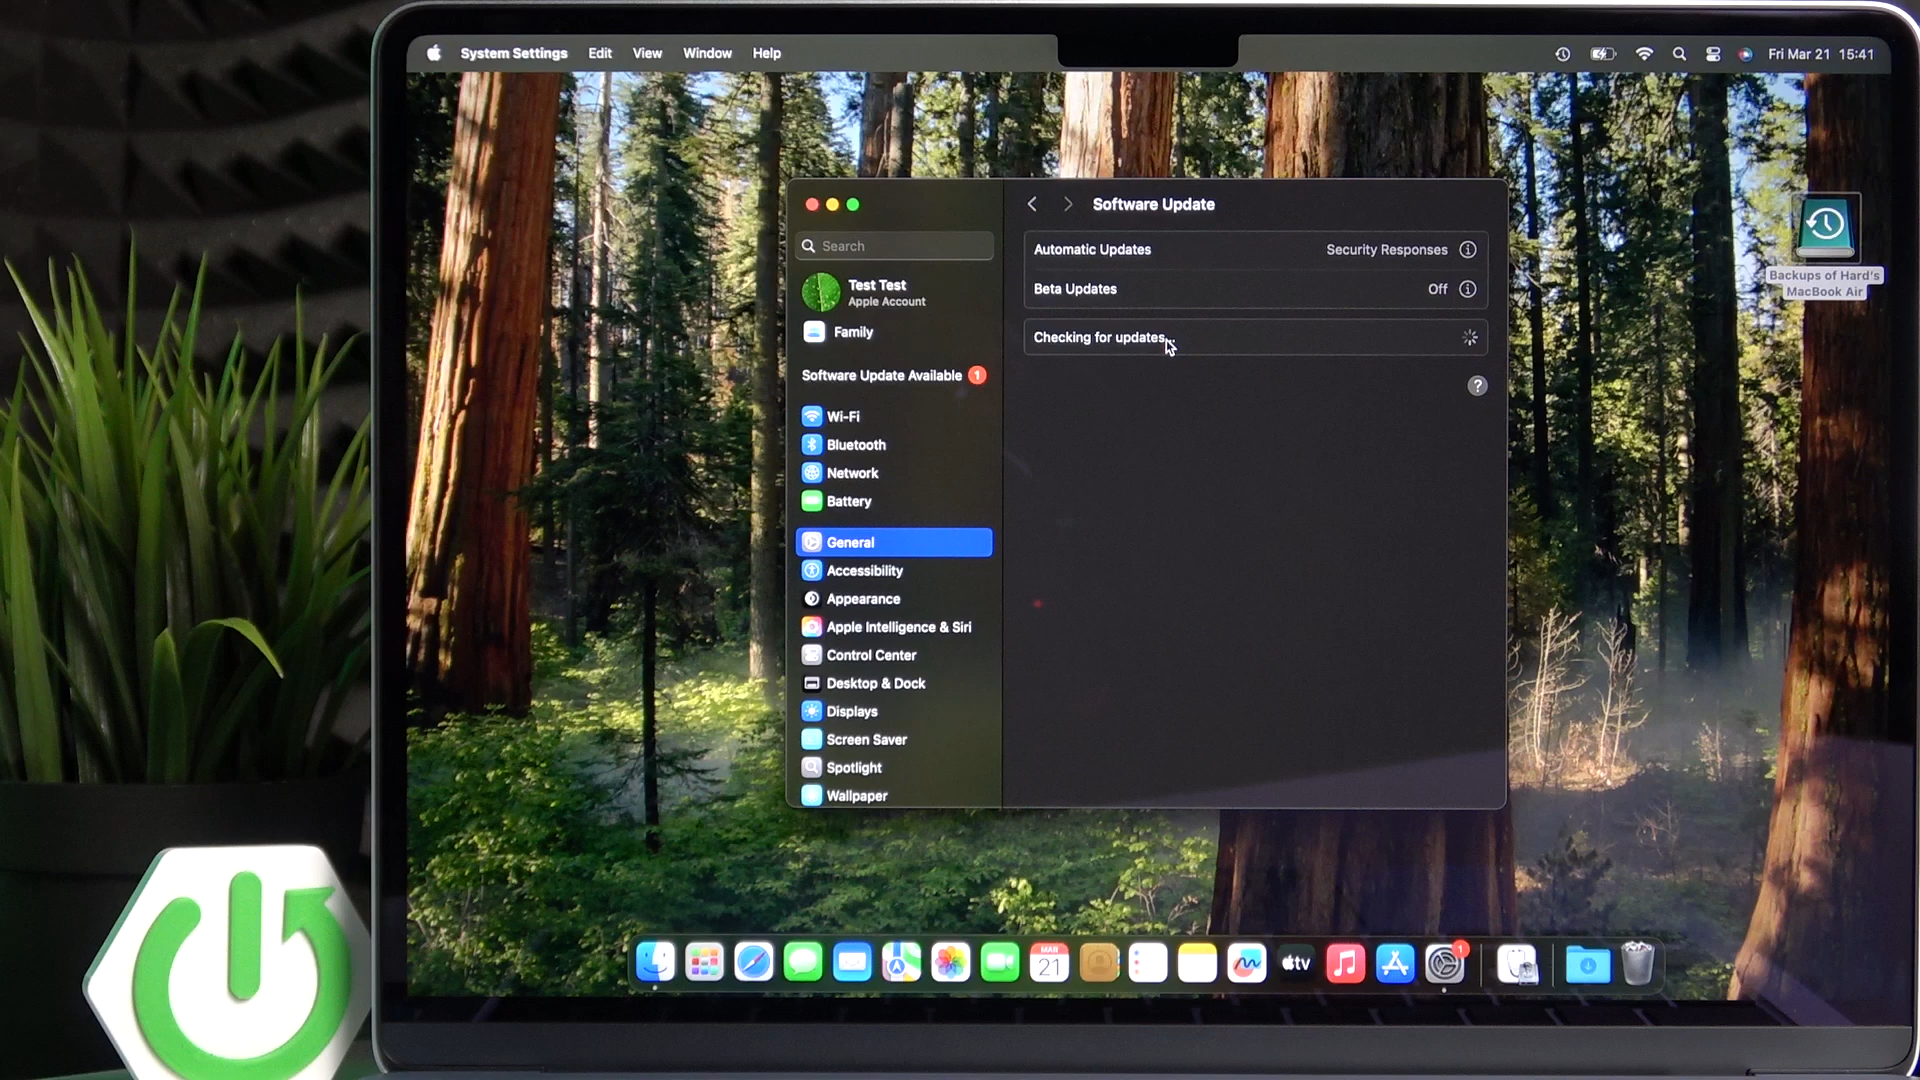 System Settings Edit View Window Help
Fri Mar 21 15:41
Search
Test Test
Apple Account
Family
Software Update Available 1
Wi-Fi
Bluetooth
Network
Battery
General
Accessibility
Appearance
Apple Intelligence & Siri
Control Center
Desktop & Dock
Displays
Screen Saver
Spotlight
Wallpaper
Software Update
Automatic Updates Security Responses
Beta Updates Off
Checking for updates...
?
Backups of Hard's
MacBook Air
MAR
21
tv
1